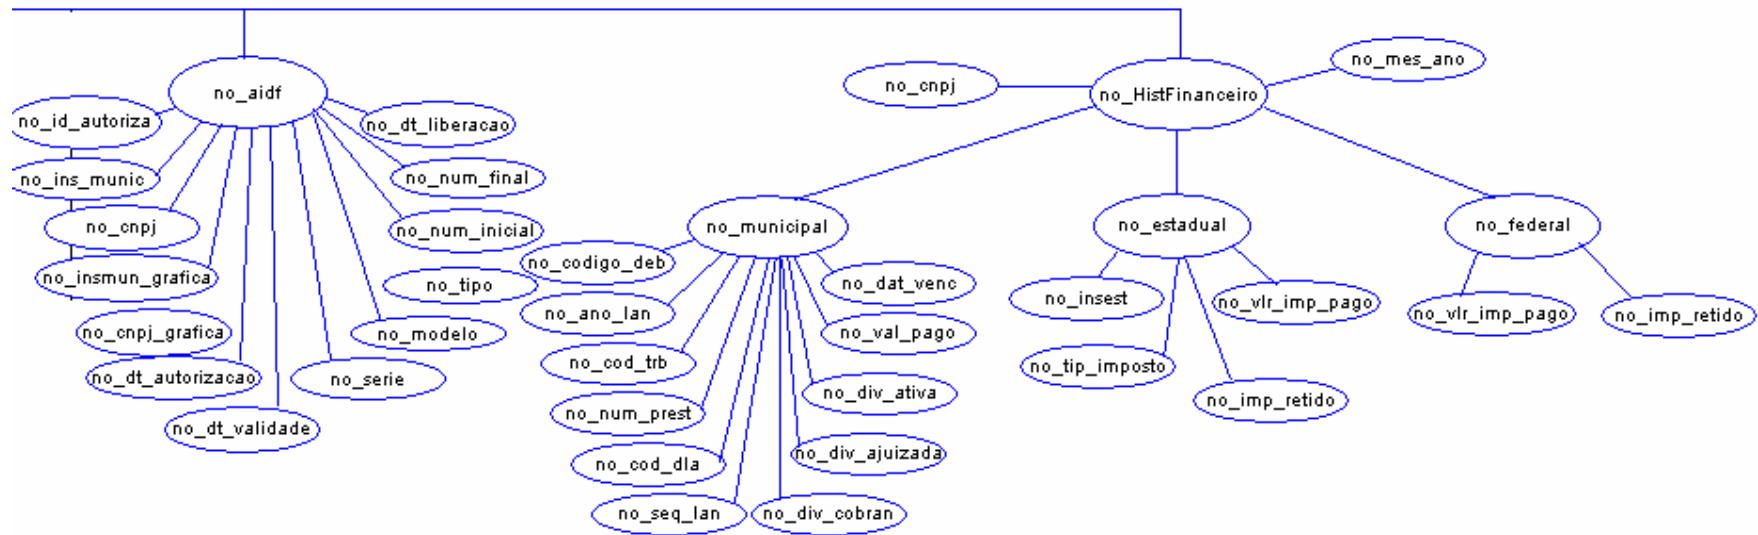 no_aidf
no_id_autoriza
no_ins_munic
no_cnpj
no_insmun_grafica
no_cnpj_grafica
no_dt_autorizacao
no_dt_validade
no_serie
no_modelo
no_tipo
no_num_inicial
no_num_final
no_dt_liberacao
no_HistFinanceiro
no_cnpj
no_mes_ano
no_municipal
no_codigo_deb
no_ano_lan
no_cod_trb
no_num_prest
no_cod_dla
no_seq_lan
no_div_cobran
no_div_ajuizada
no_div_ativa
no_val_pago
no_dat_venc
no_estadual
no_insest
no_tip_imposto
no_imp_retido
no_vlr_imp_pago
no_federal
no_vlr_imp_pago
no_imp_retido